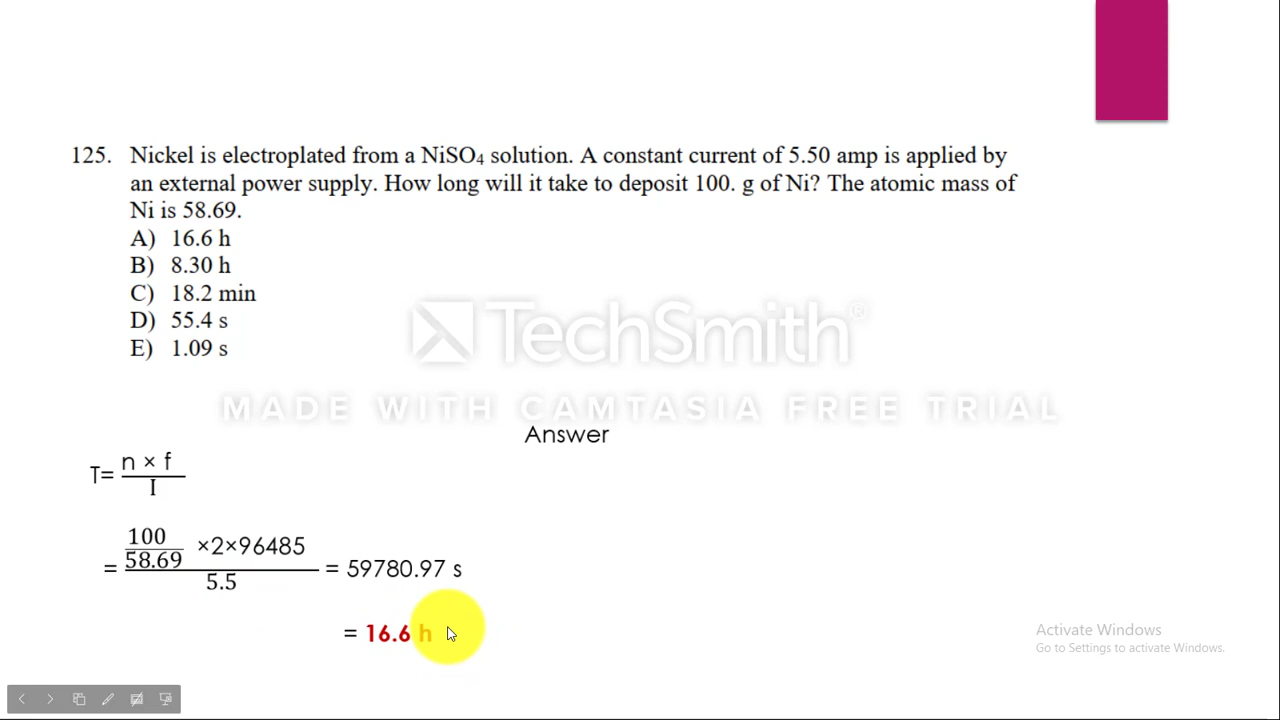 125. Nickel is electroplated from a NiSO₄ solution. A constant current of 5.50 amp is applied by
an external power supply. How long will it take to deposit 100. g of Ni? The atomic mass of
Ni is 58.69.
A) 16.6 h
B) 8.30 h
C) 18.2 min
D) 55.4 s
E) 1.09 s
TechSmith®
MADE WITH CAMTASIA FREE TRIAL
Answer
T= n × f
I
100
58.69 ×2×96485
= 5.5 = 59780.97 s
= 16.6 h
Activate Windows
Go to Settings to activate Windows.